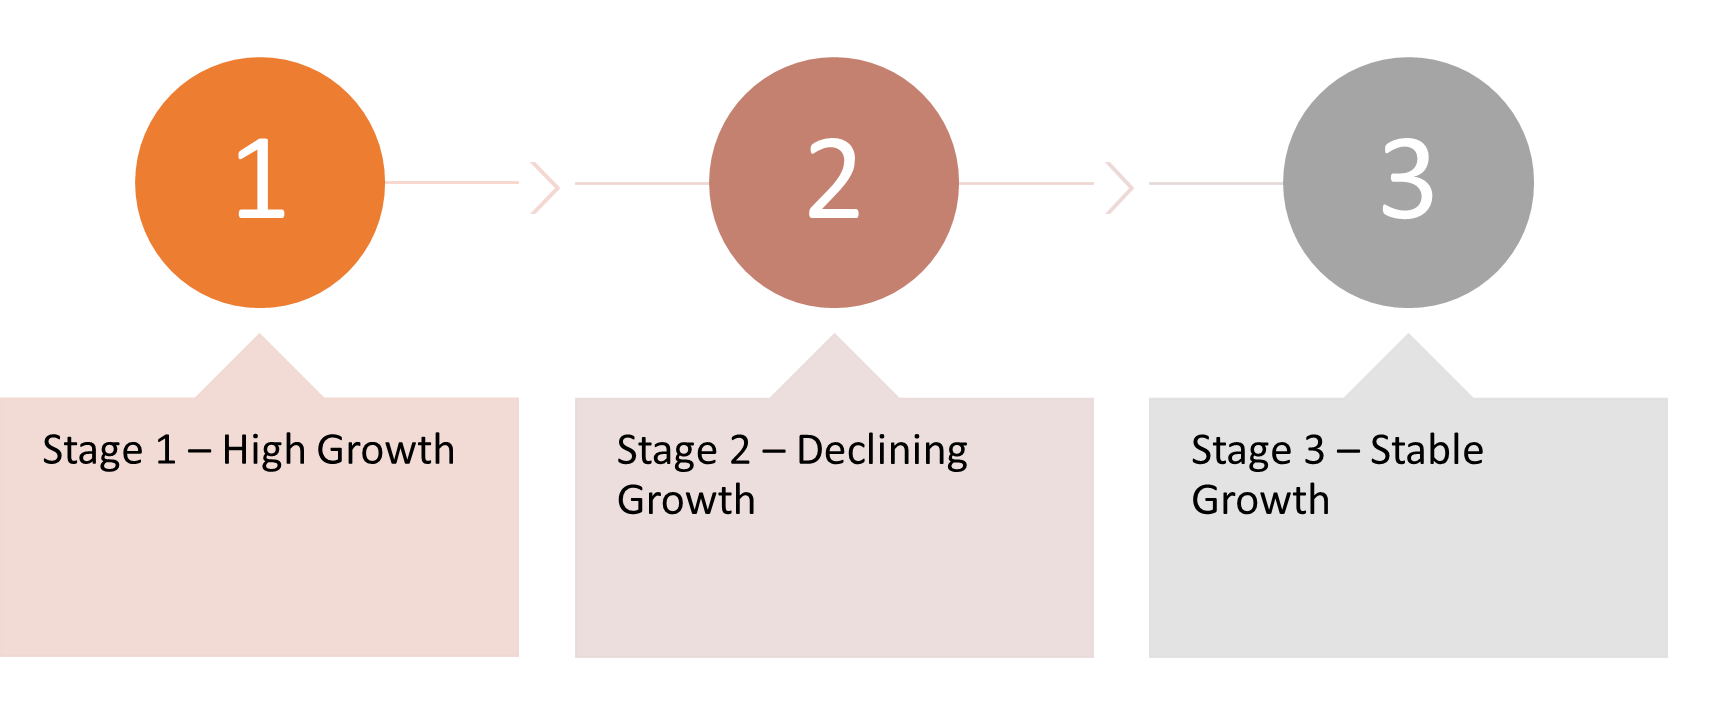 1
2
3
Stage 1 – High Growth
Stage 2 – Declining
Growth
Stage 3 – Stable
Growth